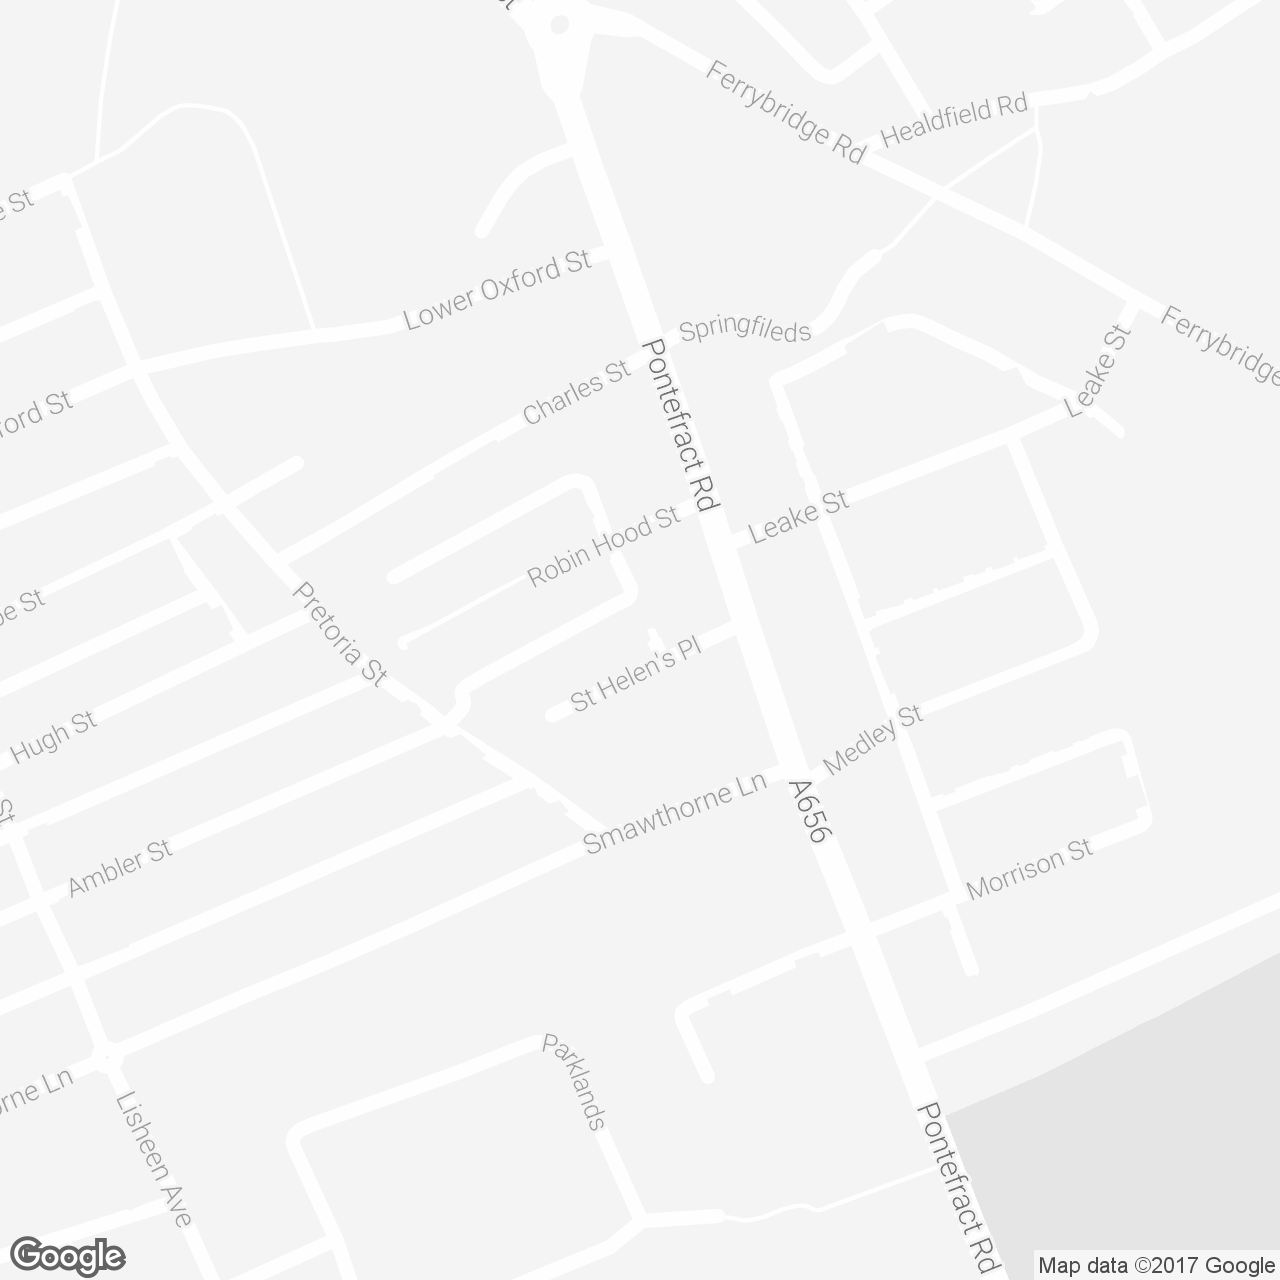 Ferrybridge Rd
Healdfield Rd
Lower Oxford St
Springfileds
Ferrybridge
Pontefract Rd
Charles St
Leake St
Leake St
Robin Hood St
Pretoria St
St Helen's Pl
Hugh St
Medley St
Smawthorne Ln
A656
Ambler St
Morrison St
Parklands
Lisheen Ave
Pontefract Rd
Google
Map data ©2017 Google